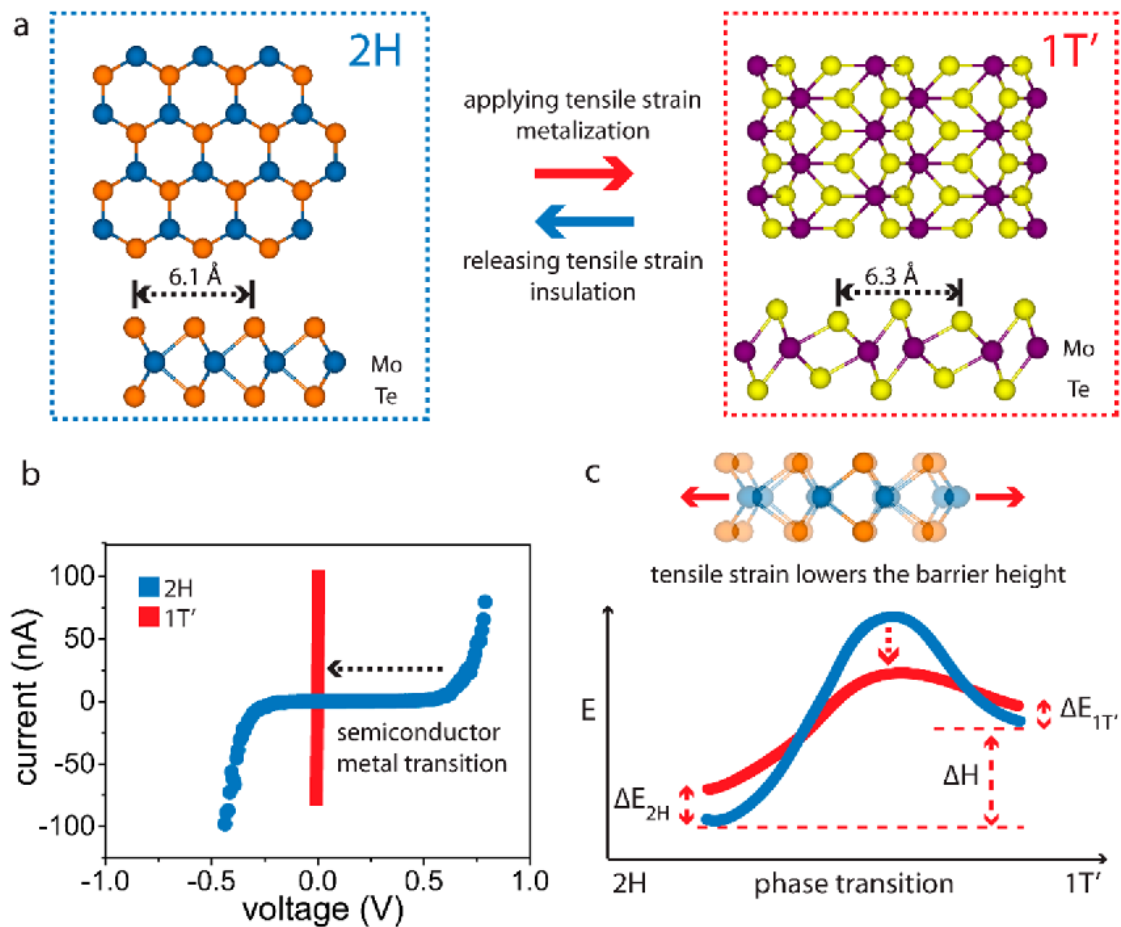 a
2H
1T′
applying tensile strain
metalization
releasing tensile strain
insulation
6.1 Å
6.3 Å
Mo
Te
Mo
Te
b
100
50
0
-50
-100
current (nA)
2H
1T′
semiconductor
metal transition
-1.0
-0.5
0.0
0.5
1.0
voltage (V)
c
tensile strain lowers the barrier height
E
ΔE2H
ΔH
ΔE1T′
2H
phase transition
1T′